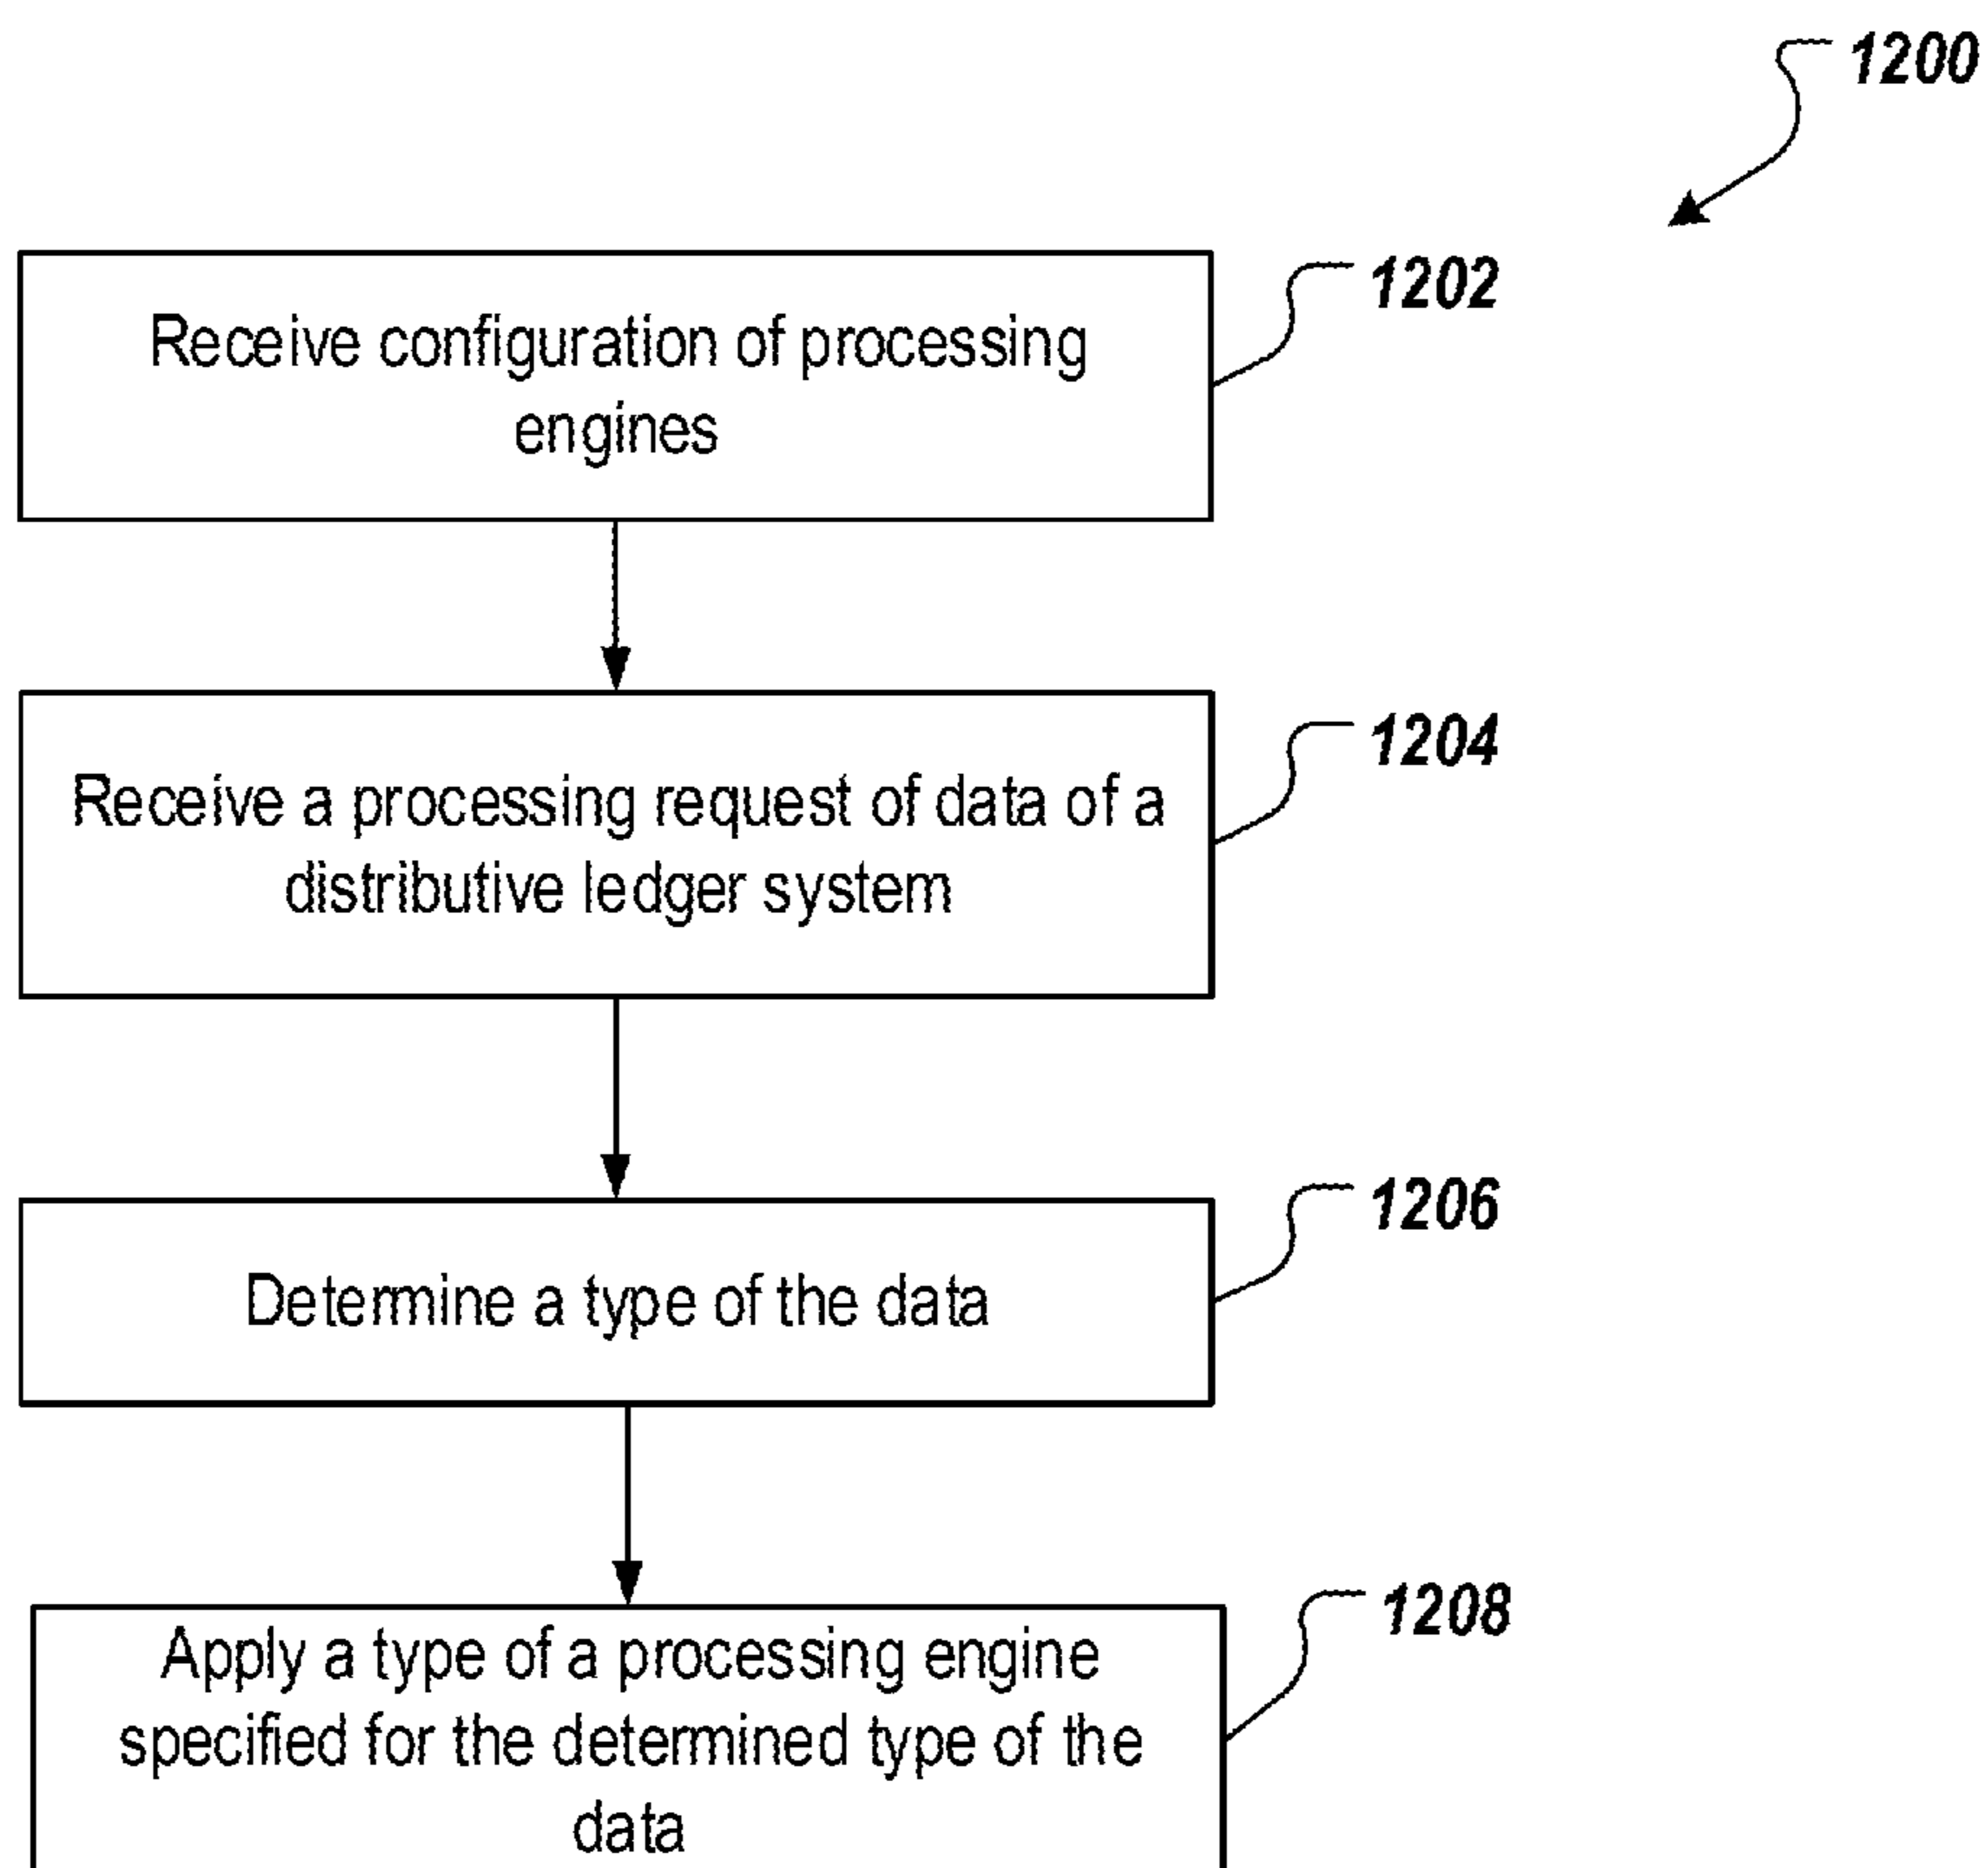 1200
Receive configuration of processing
engines
1202
Receive a processing request of data of a
distributive ledger system
1204
Determine a type of the data
1206
Apply a type of a processing engine
specified for the determined type of the
data
1208